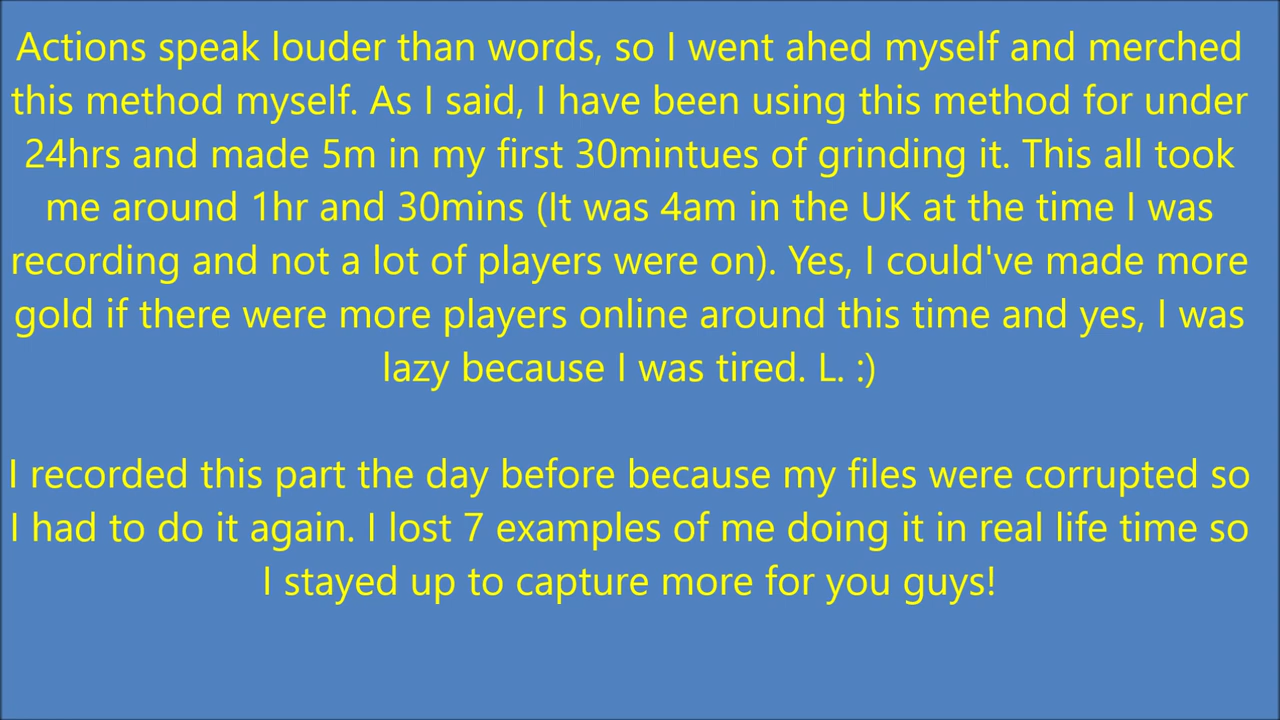 Actions speak louder than words, so I went ahed myself and merched
this method myself. As I said, I have been using this method for under
24hrs and made 5m in my first 30mintues of grinding it. This all took
me around 1hr and 30mins (It was 4am in the UK at the time I was
recording and not a lot of players were on). Yes, I could've made more
gold if there were more players online around this time and yes, I was
lazy because I was tired. L. :)
I recorded this part the day before because my files were corrupted so
I had to do it again. I lost 7 examples of me doing it in real life time so
I stayed up to capture more for you guys!